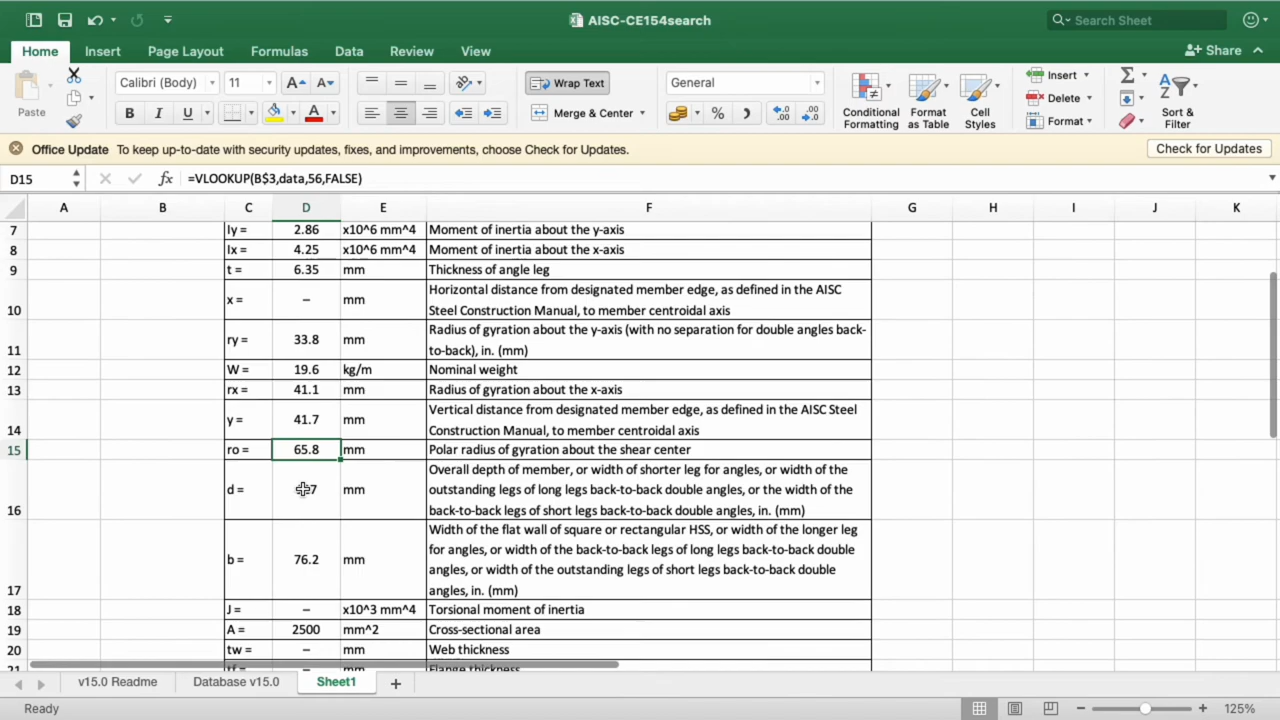 AISC-CE154search
Search Sheet
Home Insert Page Layout Formulas Data Review View
Share
Paste
Calibri (Body) 11
Wrap Text
General
B I U
Merge & Center
Conditional Formatting
Format as Table
Cell Styles
Insert
Delete
Format
Sort & Filter
Office Update To keep up-to-date with security updates, fixes, and improvements, choose Check for Updates.
Check for Updates
D15 fx =VLOOKUP(B$3,data,56,FALSE)
A B C D E F G H I J K
7 Iy = 2.86 x10^6 mm^4 Moment of inertia about the y-axis
8 Ix = 4.25 x10^6 mm^4 Moment of inertia about the x-axis
9 t = 6.35 mm Thickness of angle leg
10 x = – mm Horizontal distance from designated member edge, as defined in the AISC
Steel Construction Manual, to member centroidal axis
11 ry = 33.8 mm Radius of gyration about the y-axis (with no separation for double angles back-
to-back), in. (mm)
12 W = 19.6 kg/m Nominal weight
13 rx = 41.1 mm Radius of gyration about the x-axis
14 y = 41.7 mm Vertical distance from designated member edge, as defined in the AISC Steel
Construction Manual, to member centroidal axis
15 ro = 65.8 mm Polar radius of gyration about the shear center
16 d = mm Overall depth of member, or width of shorter leg for angles, or width of the
outstanding legs of long legs back-to-back double angles, or the width of the
back-to-back legs of short legs back-to-back double angles, in. (mm)
17 b = 76.2 mm Width of the flat wall of square or rectangular HSS, or width of the longer leg
for angles, or width of the back-to-back legs of long legs back-to-back double
angles, or width of the outstanding legs of short legs back-to-back double
angles, in. (mm)
18 J = – x10^3 mm^4 Torsional moment of inertia
19 A = 2500 mm^2 Cross-sectional area
20 tw = – mm Web thickness
21 tf = – mm Flange thickness
v15.0 Readme Database v15.0 Sheet1
Ready
125%